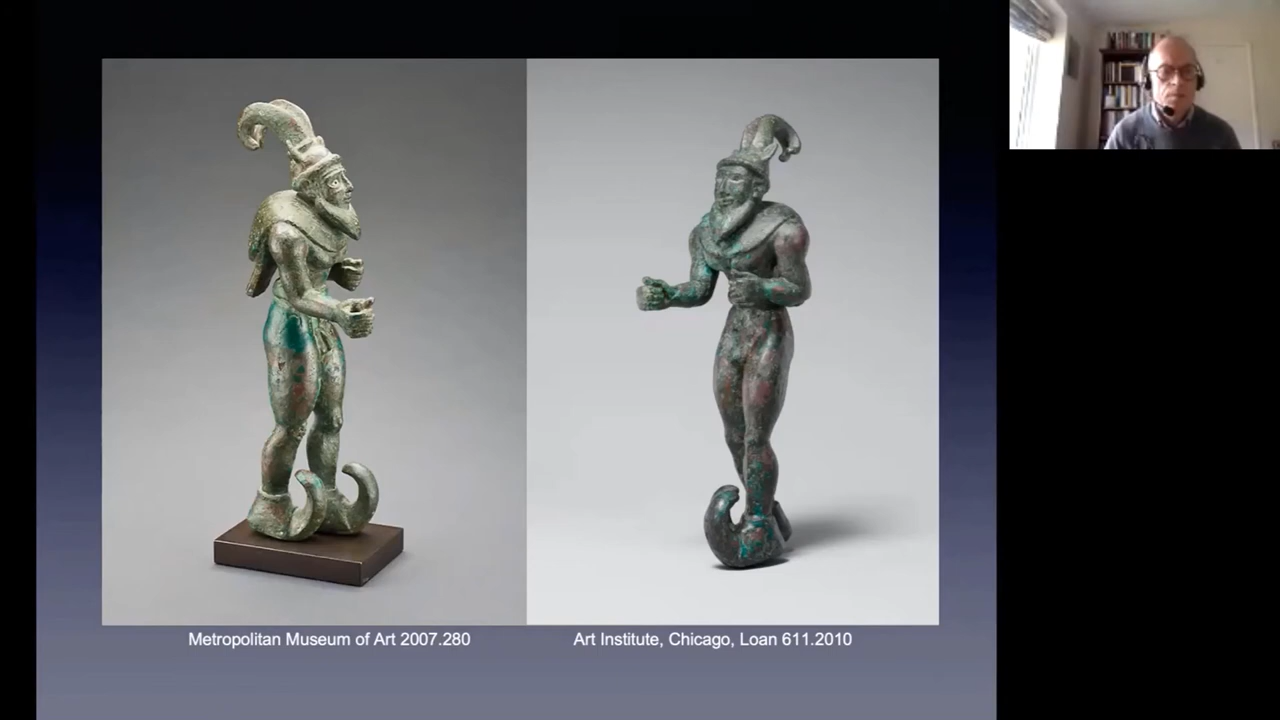 Metropolitan Museum of Art 2007.280
Art Institute, Chicago, Loan 611.2010